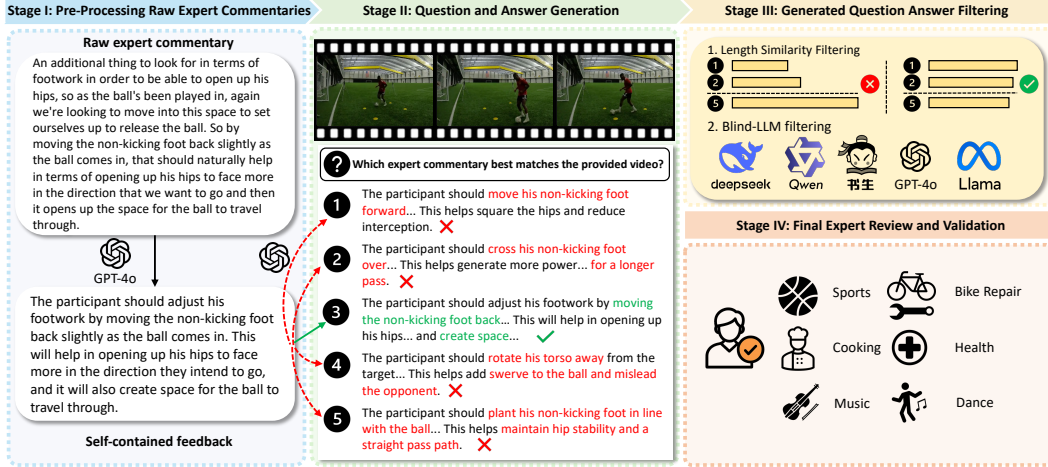 Stage I: Pre-Processing Raw Expert Commentaries
Stage II: Question and Answer Generation
Stage III: Generated Question Answer Filtering
Raw expert commentary
An additional thing to look for in terms of
footwork in order to be able to open up his
hips, so as the ball's been played in, again
we're looking to move into this space to set
ourselves up to release the ball. So by
moving the non-kicking foot back slightly as
the ball comes in, that should naturally help
in terms of opening up his hips to face more
in the direction that we want to go and then
it opens up the space for the ball to travel
through.
GPT-4o
The participant should adjust his
footwork by moving the non-kicking foot
back slightly as the ball comes in. This
will help in opening up his hips to face
more in the direction they intend to go,
and it will also create space for the ball to
travel through.
Self-contained feedback
? Which expert commentary best matches the provided video?
1 The participant should move his non-kicking foot
forward... This helps square the hips and reduce
interception.
2 The participant should cross his non-kicking foot
over... This helps generate more power... for a longer
pass.
3 The participant should adjust his footwork by moving
the non-kicking foot back... This will help in opening up
his hips... and create space...
4 The participant should rotate his torso away from the
target... This helps add swerve to the ball and mislead
the opponent.
5 The participant should plant his non-kicking foot in line
with the ball... This helps maintain hip stability and a
straight pass path.
1. Length Similarity Filtering
1
2
5
1
2
5
2. Blind-LLM filtering
deepseek
Qwen
书生
GPT-4o
Llama
Stage IV: Final Expert Review and Validation
Sports
Bike Repair
Cooking
Health
Music
Dance